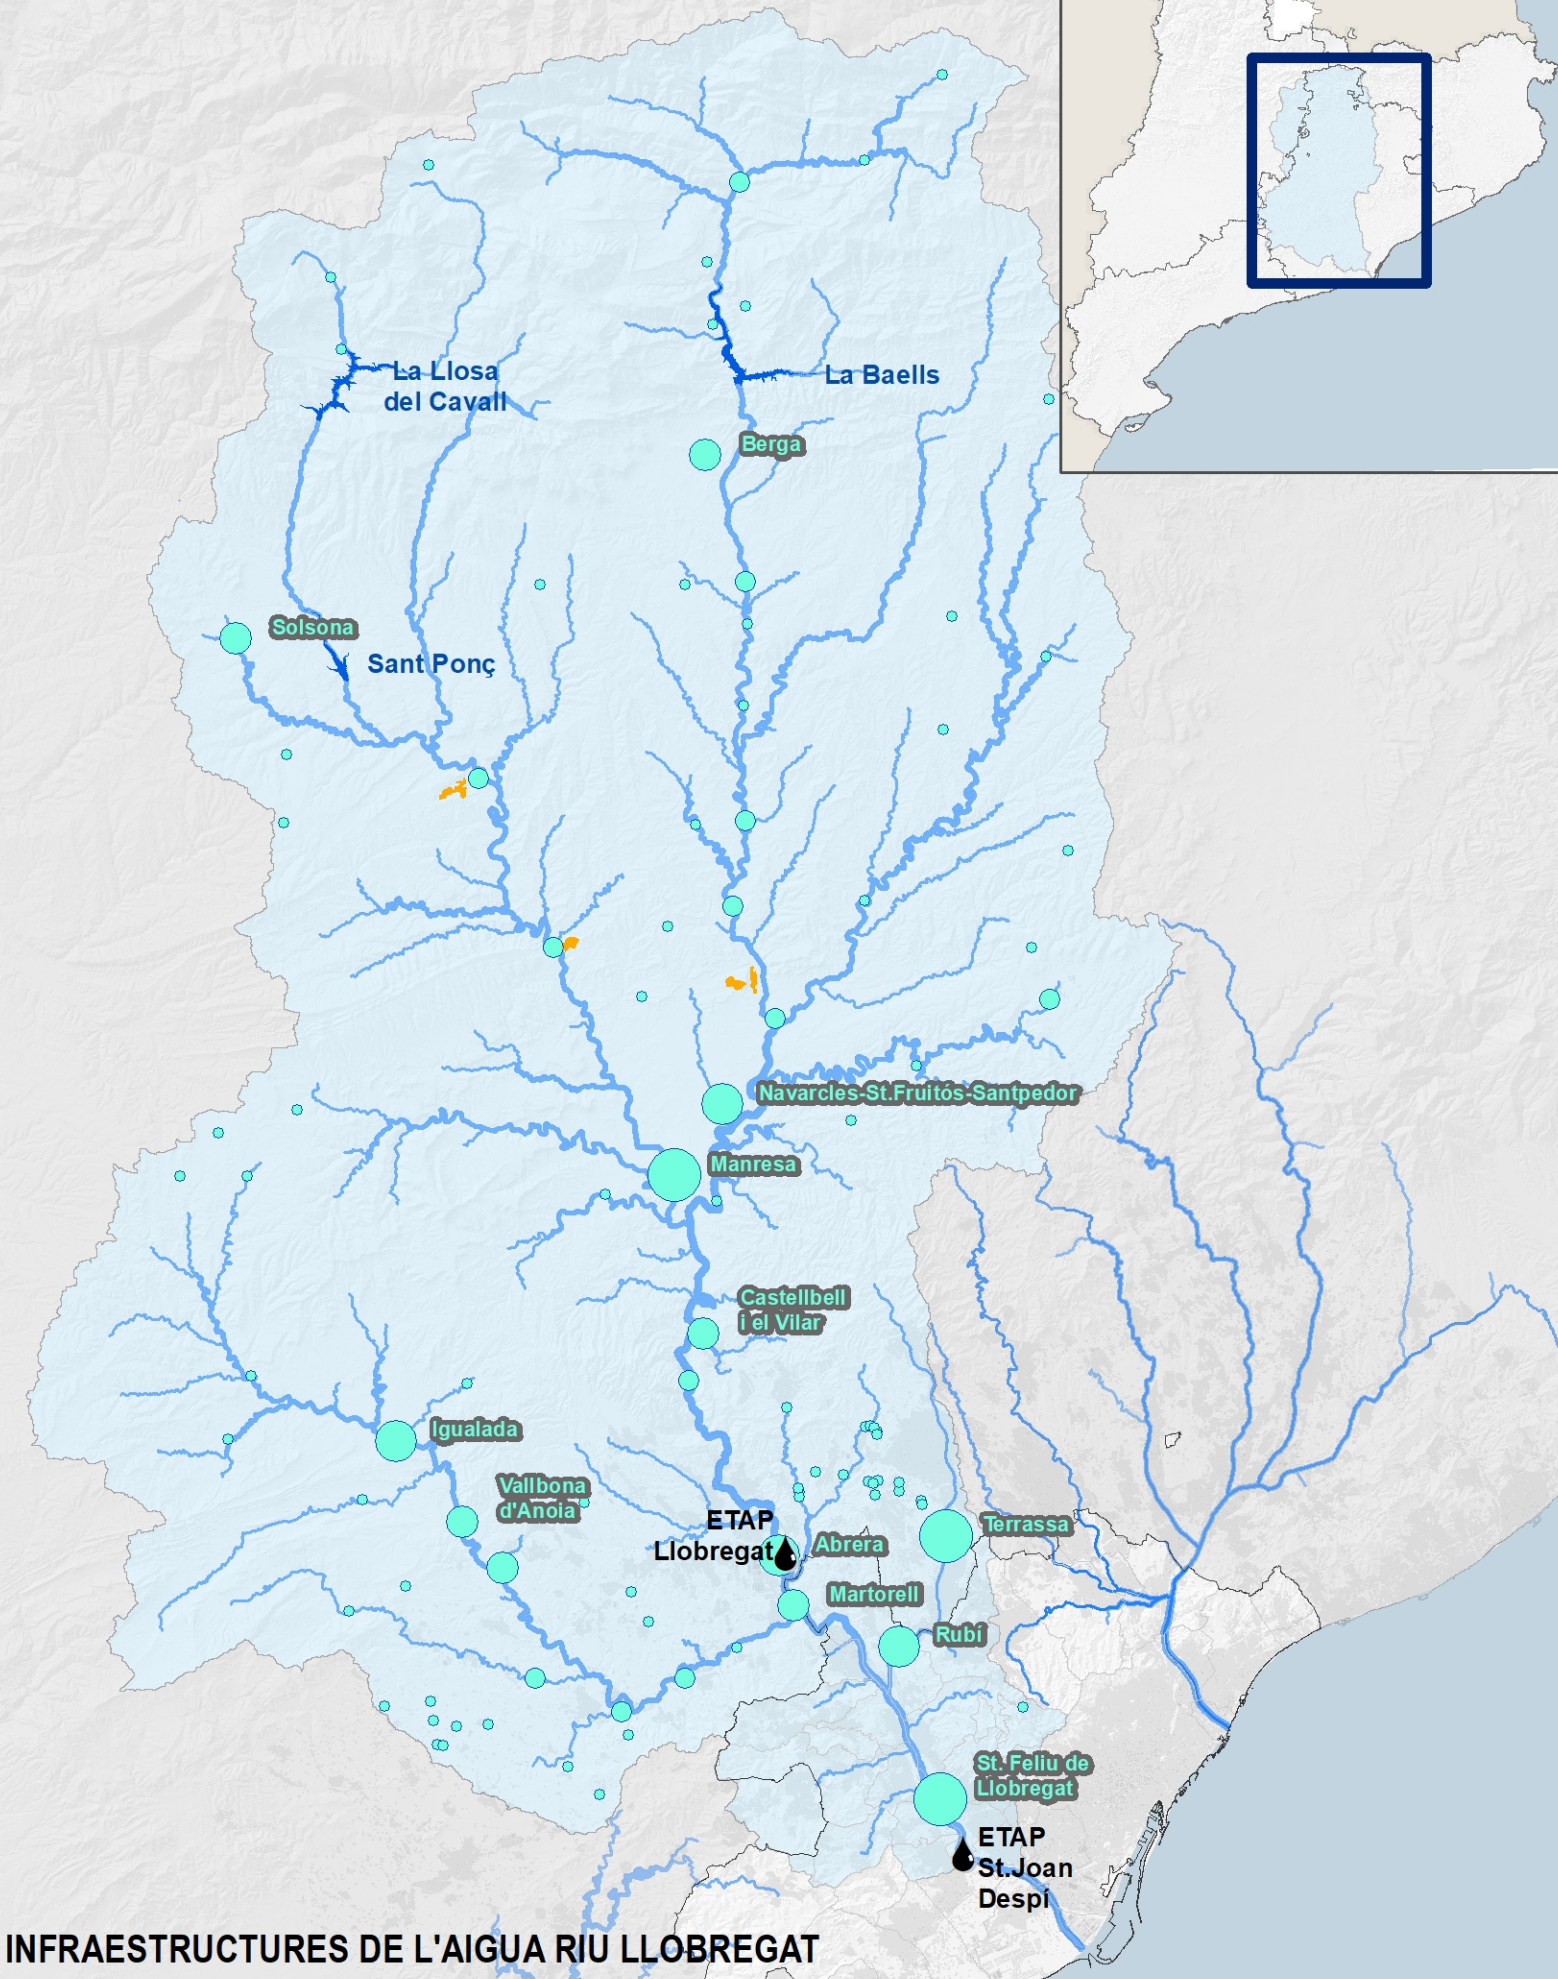 La Llosa
del Cavall
La Baells
Berga
Solsona
Sant Ponç
Navarcles-St.Fruitós-Santpedor
Manresa
Castellbell
i el Vilar
Igualada
Vallbona
d'Anoia
ETAP
Llobregat
Abrera
Terrassa
Martorell
Rubí
St. Feliu de
Llobregat
ETAP
St.Joan
Despí
INFRAESTRUCTURES DE L'AIGUA RIU LLOBREGAT